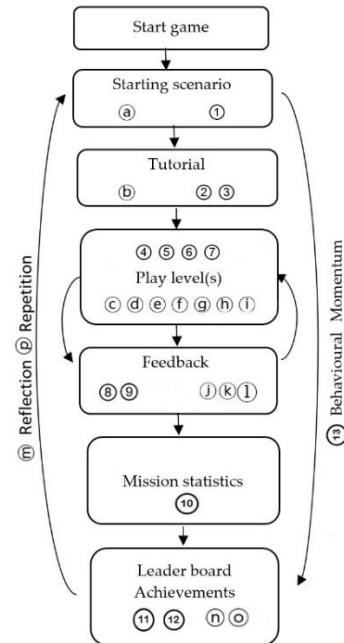 Start game
Starting scenario
ⓐ ①
Tutorial
ⓑ ② ③
④ ⑤ ⑥ ⑦
Play level(s)
ⓒ ⓓ ⓔ ⓕ ⓖ ⓗ ⓘ
Feedback
⑧ ⑨ ⓙ ⓚ ⓛ
Mission statistics
⑩
Leader board
Achievements
⑪ ⑫ ⓝ ⓞ
ⓜ Reflection ⓟ Repetition
⑬ Behavioural Momentum